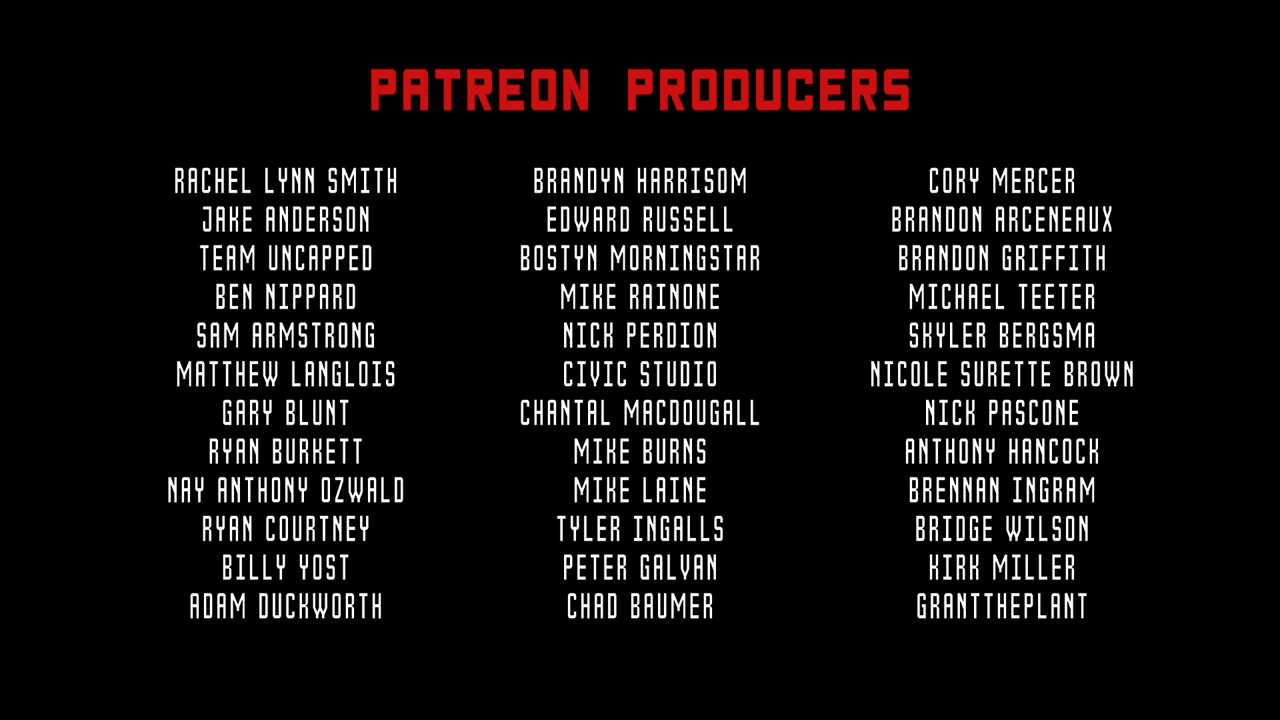 PATREON PRODUCERS
RACHEL LYNN SMITH
JAKE ANDERSON
TEAM UNCAPPED
BEN NIPPARD
SAM ARMSTRONG
MATTHEW LANGLOIS
GARY BLUNT
RYAN BURKETT
NAY ANTHONY OZWALD
RYAN COURTNEY
BILLY YOST
ADAM DUCKWORTH
BRANDYN HARRISOM
EDWARD RUSSELL
BOSTYN MORNINGSTAR
MIKE RAINONE
NICK PERDION
CIVIC STUDIO
CHANTAL MACDOUGALL
MIKE BURNS
MIKE LAINE
TYLER INGALLS
PETER GALVAN
CHAD BAUMER
CORY MERCER
BRANDON ARCENEAUX
BRANDON GRIFFITH
MICHAEL TEETER
SKYLER BERGSMA
NICOLE SURETTE BROWN
NICK PASCONE
ANTHONY HANCOCK
BRENNAN INGRAM
BRIDGE WILSON
KIRK MILLER
GRANTTHEPLANT